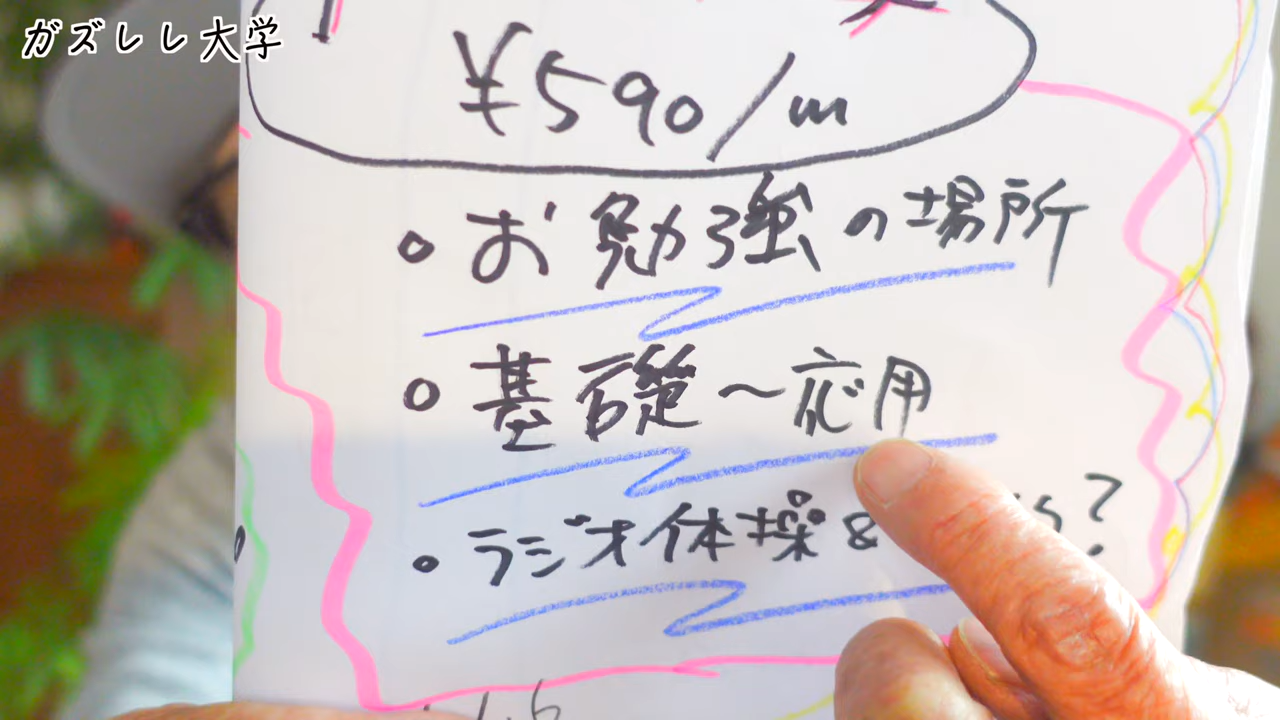 ガズレレ大学
¥590/m
お勉強の場所
基礎〜応用
ラジオ体操&
?